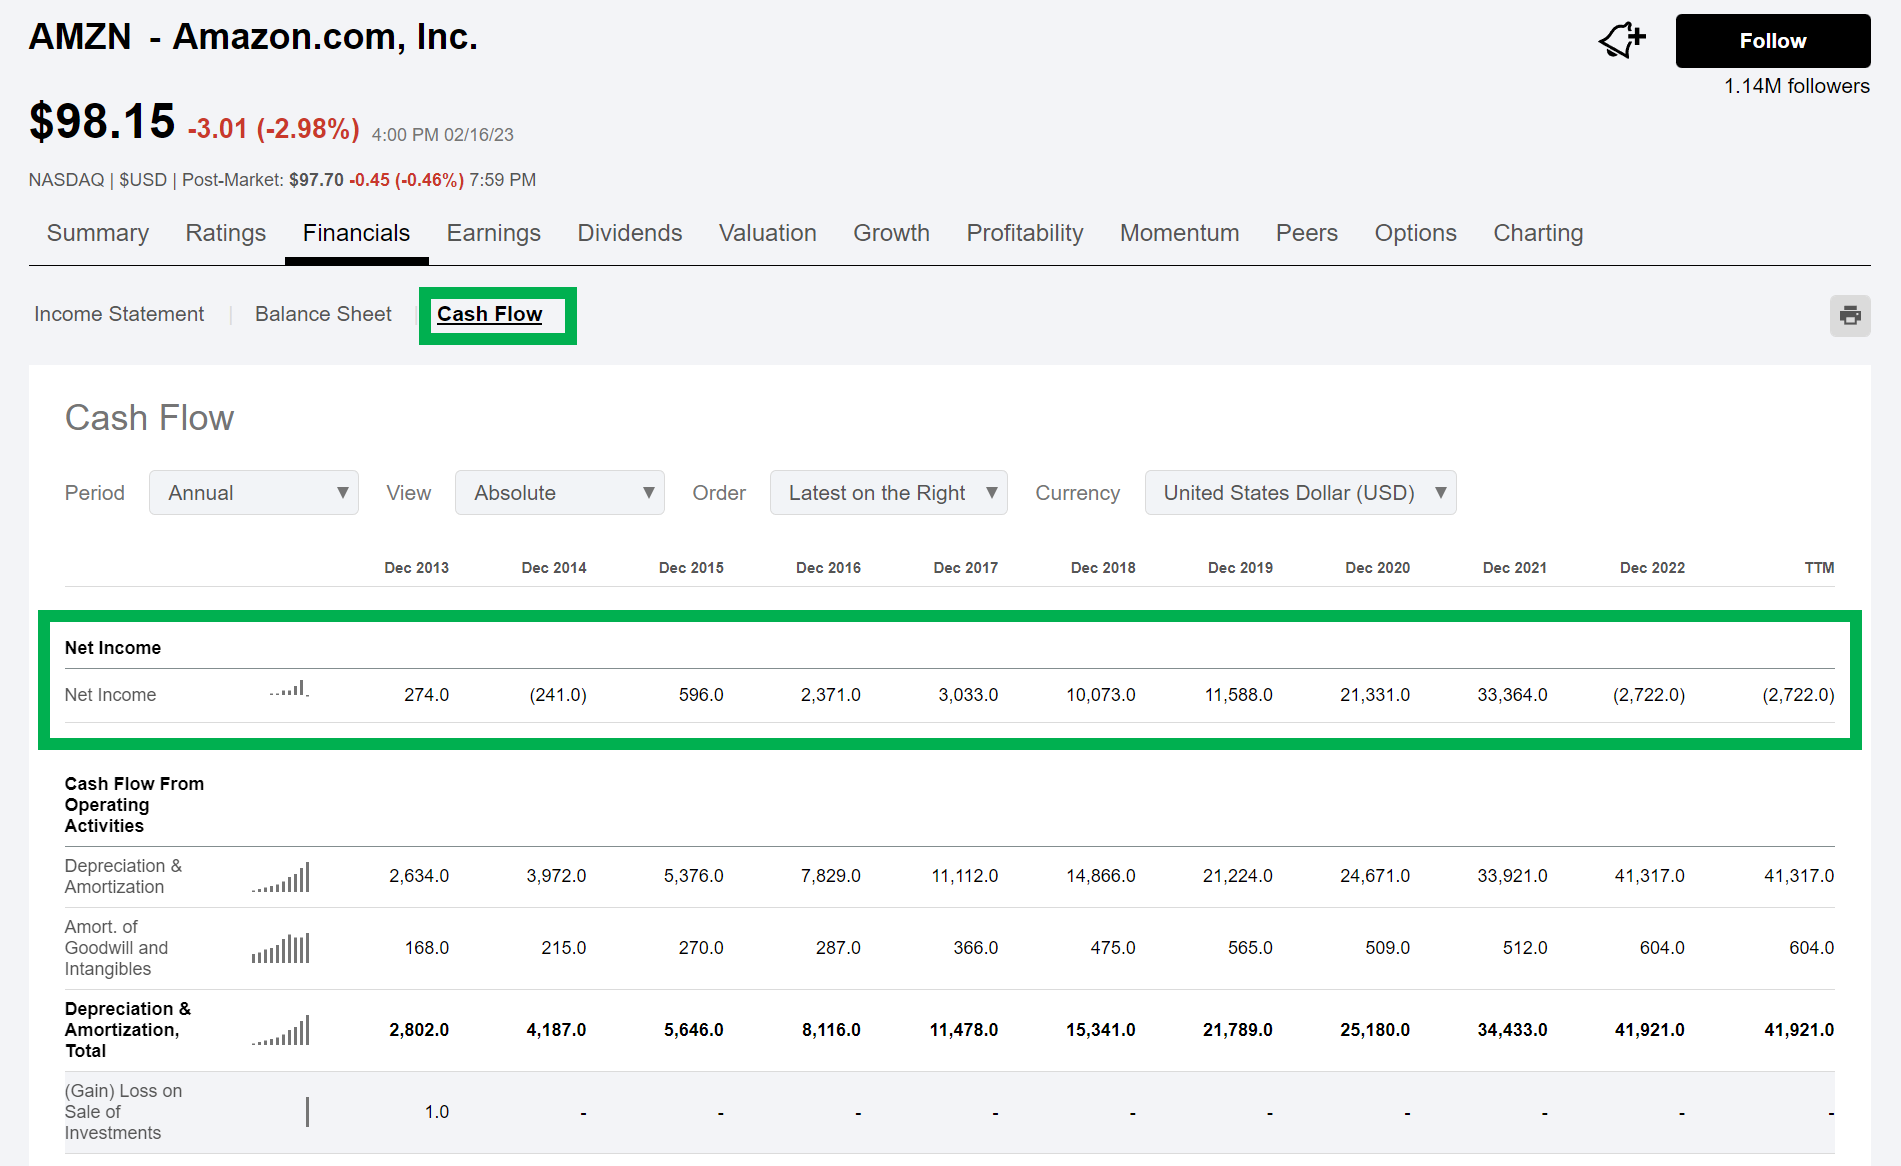 AMZN - Amazon.com, Inc.
Follow
1.14M followers
$98.15 -3.01 (-2.98%) 4:00 PM 02/16/23
NASDAQ | $USD | Post-Market: $97.70 -0.45 (-0.46%) 7:59 PM
Summary Ratings Financials Earnings Dividends Valuation Growth Profitability Momentum Peers Options Charting
Income Statement | Balance Sheet | Cash Flow
Cash Flow
Period Annual ▼ View Absolute ▼ Order Latest on the Right ▼ Currency United States Dollar (USD) ▼
Dec 2013 Dec 2014 Dec 2015 Dec 2016 Dec 2017 Dec 2018 Dec 2019 Dec 2020 Dec 2021 Dec 2022 TTM
Net Income
Net Income 274.0 (241.0) 596.0 2,371.0 3,033.0 10,073.0 11,588.0 21,331.0 33,364.0 (2,722.0) (2,722.0)
Cash Flow From
Operating
Activities
Depreciation &
Amortization 2,634.0 3,972.0 5,376.0 7,829.0 11,112.0 14,866.0 21,224.0 24,671.0 33,921.0 41,317.0 41,317.0
Amort. of
Goodwill and 168.0 215.0 270.0 287.0 366.0 475.0 565.0 509.0 512.0 604.0 604.0
Intangibles
Depreciation &
Amortization, 2,802.0 4,187.0 5,646.0 8,116.0 11,478.0 15,341.0 21,789.0 25,180.0 34,433.0 41,921.0 41,921.0
Total
(Gain) Loss on
Sale of 1.0 - - - - - - - - - -
Investments